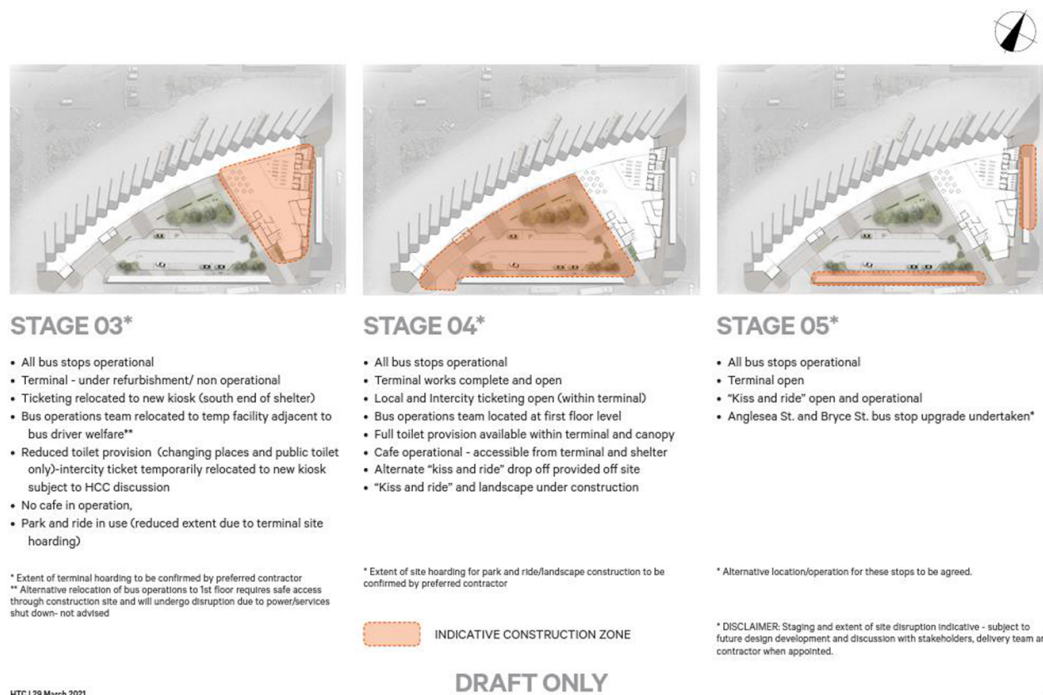 STAGE 03*
• All bus stops operational
• Terminal - under refurbishment/ non operational
• Ticketing relocated to new kiosk (south end of shelter)
• Bus operations team relocated to temp facility adjacent to
bus driver welfare**
• Reduced toilet provision (changing places and public toilet
only)-intercity ticket temporarily relocated to new kiosk
subject to HCC discussion
• No cafe in operation,
• Park and ride in use (reduced extent due to terminal site
hoarding)
* Extent of terminal hoarding to be confirmed by preferred contractor
** Alternative relocation of bus operations to 1st floor requires safe access
through construction site and will undergo disruption due to power/services
shut down- not advised
STAGE 04*
• All bus stops operational
• Terminal works complete and open
• Local and Intercity ticketing open (within terminal)
• Bus operations team located at first floor level
• Full toilet provision available within terminal and canopy
• Cafe operational - accessible from terminal and shelter
• Alternate “kiss and ride” drop off provided off site
• “Kiss and ride” and landscape under construction
* Extent of site hoarding for park and ride/landscape construction to be
confirmed by preferred contractor
INDICATIVE CONSTRUCTION ZONE
STAGE 05*
• All bus stops operational
• Terminal open
• “Kiss and ride” open and operational
• Anglesea St. and Bryce St. bus stop upgrade undertaken*
* Alternative location/operation for these stops to be agreed.
* DISCLAIMER: Staging and extent of site disruption indicative - subject to
future design development and discussion with stakeholders, delivery team
contractor when appointed.
DRAFT ONLY
HTC | 29 March 2021